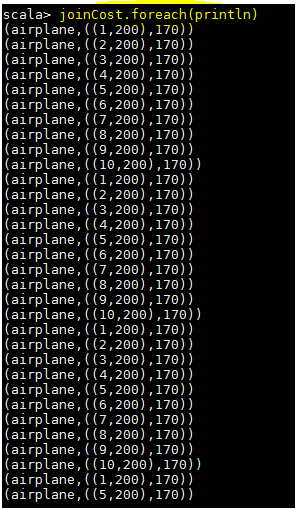 scala> joinCost.foreach(println)
(airplane,((1,200),170))
(airplane,((2,200),170))
(airplane,((3,200),170))
(airplane,((4,200),170))
(airplane,((5,200),170))
(airplane,((6,200),170))
(airplane,((7,200),170))
(airplane,((8,200),170))
(airplane,((9,200),170))
(airplane,((10,200),170))
(airplane,((1,200),170))
(airplane,((2,200),170))
(airplane,((3,200),170))
(airplane,((4,200),170))
(airplane,((5,200),170))
(airplane,((6,200),170))
(airplane,((7,200),170))
(airplane,((8,200),170))
(airplane,((9,200),170))
(airplane,((10,200),170))
(airplane,((1,200),170))
(airplane,((2,200),170))
(airplane,((3,200),170))
(airplane,((4,200),170))
(airplane,((5,200),170))
(airplane,((6,200),170))
(airplane,((7,200),170))
(airplane,((8,200),170))
(airplane,((9,200),170))
(airplane,((10,200),170))
(airplane,((1,200),170))
(airplane,((5,200),170))